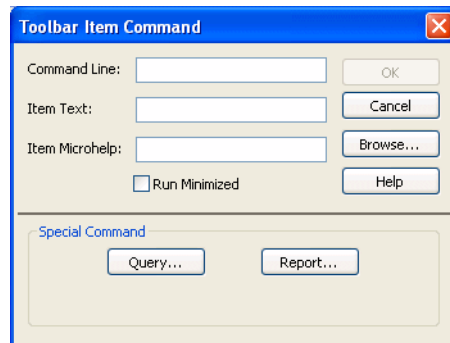 Toolbar Item Command
Command Line:
OK
Item Text:
Cancel
Item Microhelp:
Browse...
Run Minimized
Help
Special Command
Query...
Report...